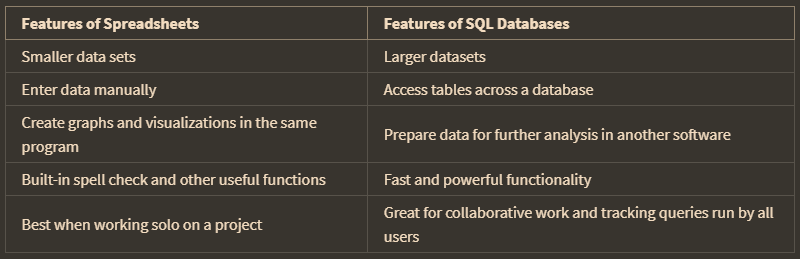 Features of Spreadsheets
Features of SQL Databases
Smaller data sets
Larger datasets
Enter data manually
Access tables across a database
Create graphs and visualizations in the same
program
Prepare data for further analysis in another software
Built-in spell check and other useful functions
Fast and powerful functionality
Best when working solo on a project
Great for collaborative work and tracking queries run by all
users